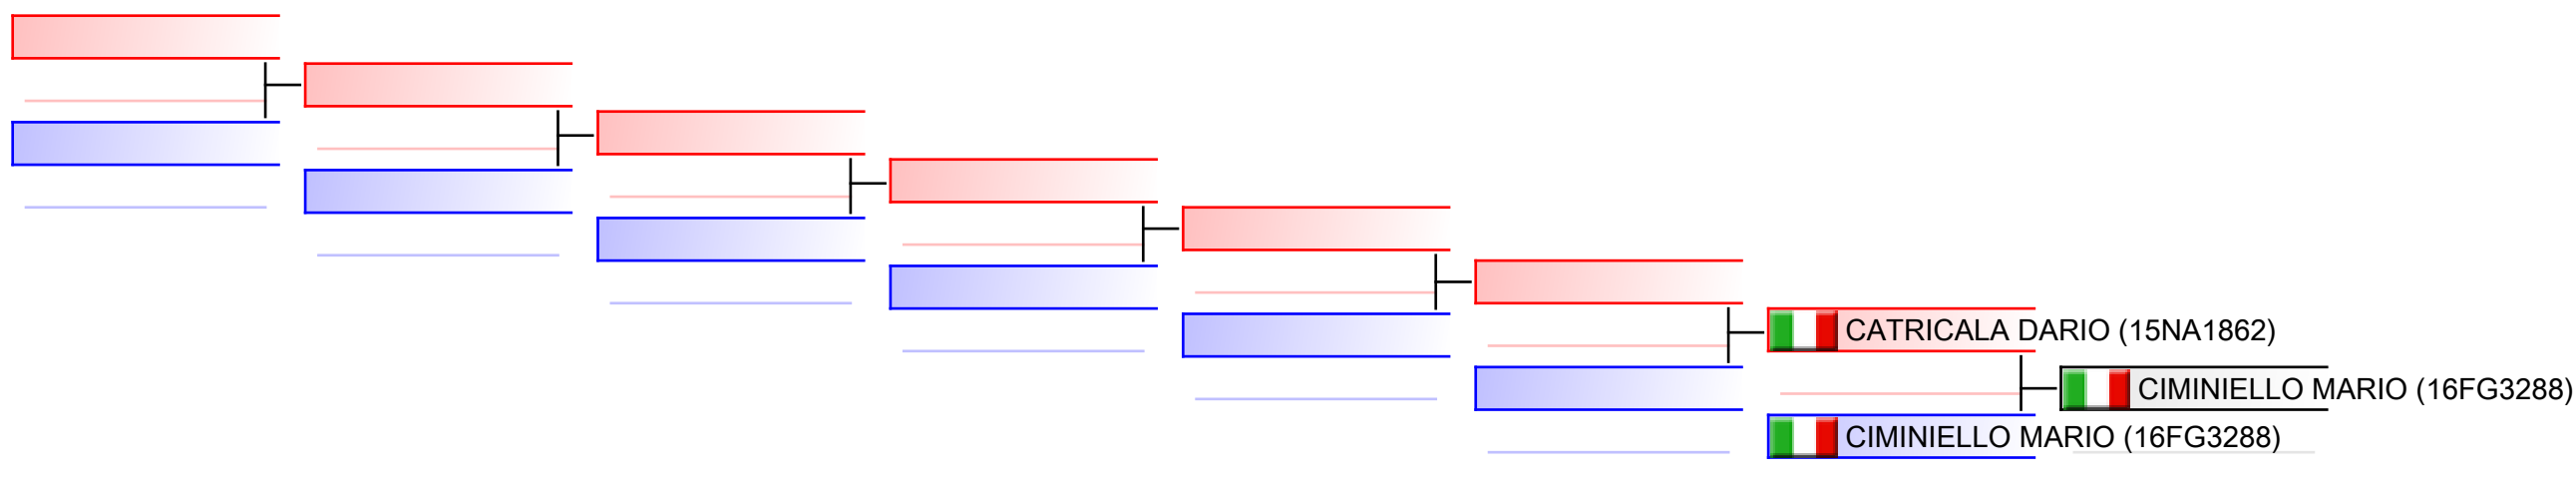 CATRICALA DARIO (15NA1862)
CIMINIELLO MARIO (16FG3288)
CIMINIELLO MARIO (16FG3288)